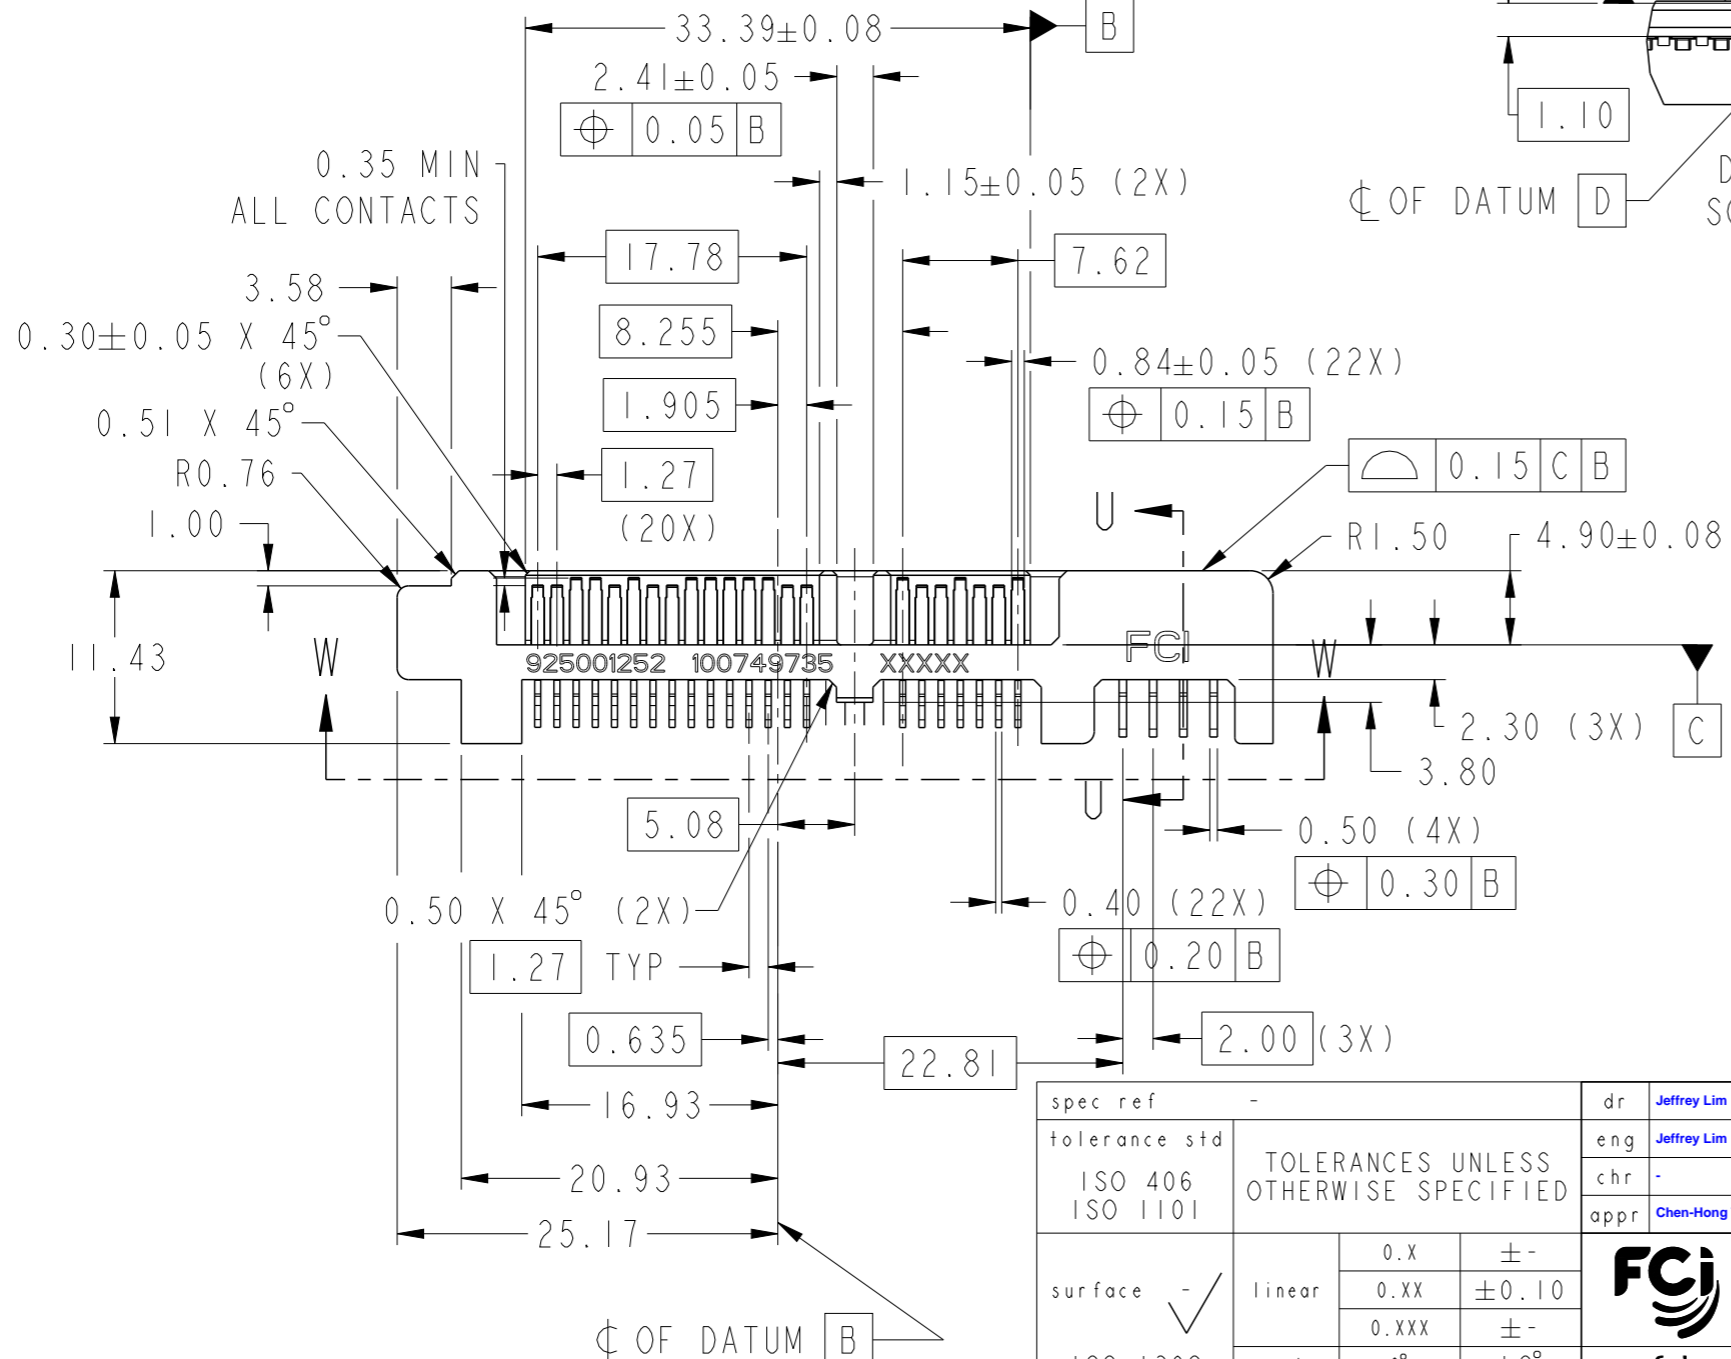 33.39±0.08
B
2.41±0.05
⌖ 0.05 B
1.10
0.35 MIN
ALL CONTACTS
1.15±0.05 (2X)
℄ OF DATUM D
17.78
7.62
3.58
8.255
0.30±0.05 X 45°
(6X)
0.84±0.05 (22X)
⌖ 0.15 B
1.905
0.51 X 45°
⌓ 0.15 C B
R0.76
1.27
(20X)
U
1.00
R1.50
4.90±0.08
11.43
W
FCI
W
925001252 100749735 XXXXX
2.30 (3X)
C
3.80
U
5.08
0.50 (4X)
⌖ 0.30 B
0.50 X 45° (2X)
0.40 (22X)
⌖ 0.20 B
1.27 TYP
0.635
2.00 (3X)
22.81
16.93
20.93
25.17
℄ OF DATUM B
spec ref -
dr Jeffrey Lim
tolerance std
ISO 406
ISO 1101
TOLERANCES UNLESS
OTHERWISE SPECIFIED
eng Jeffrey Lim
chr -
appr Chen-Hong
surface -
linear
0.X ±-
0.XX ±0.10
0.XXX ±-
FCi